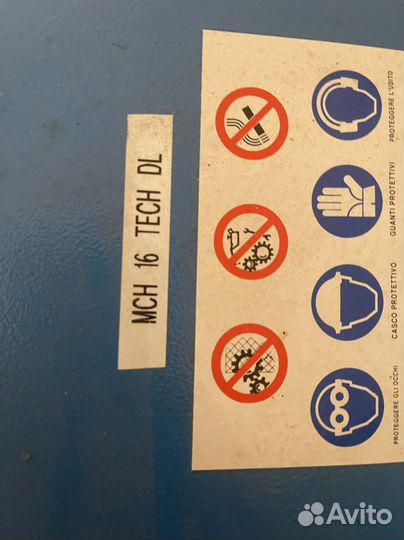 MCH 16 TECH DL
PROTEGGERE L'UDITO
GUANTI PROTETTIVI
CASCO PROTETTIVO
PROTEGGERE GLI OCCHI
Avito